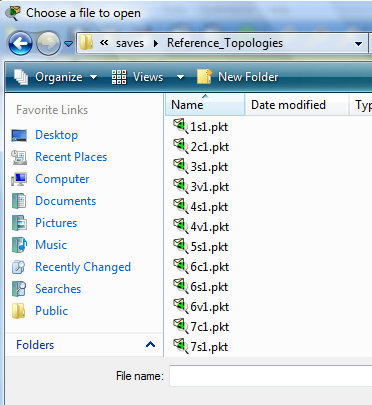 Choose a file to open
« saves Reference_Topologies
Organize Views New Folder
Favorite Links
Desktop
Recent Places
Computer
Documents
Pictures
Music
Recently Changed
Searches
Public
Folders
Name Date modified Typ
1s1.pkt
2c1.pkt
3s1.pkt
3v1.pkt
4s1.pkt
4v1.pkt
5s1.pkt
6c1.pkt
6s1.pkt
6v1.pkt
7c1.pkt
7s1.pkt
File name: